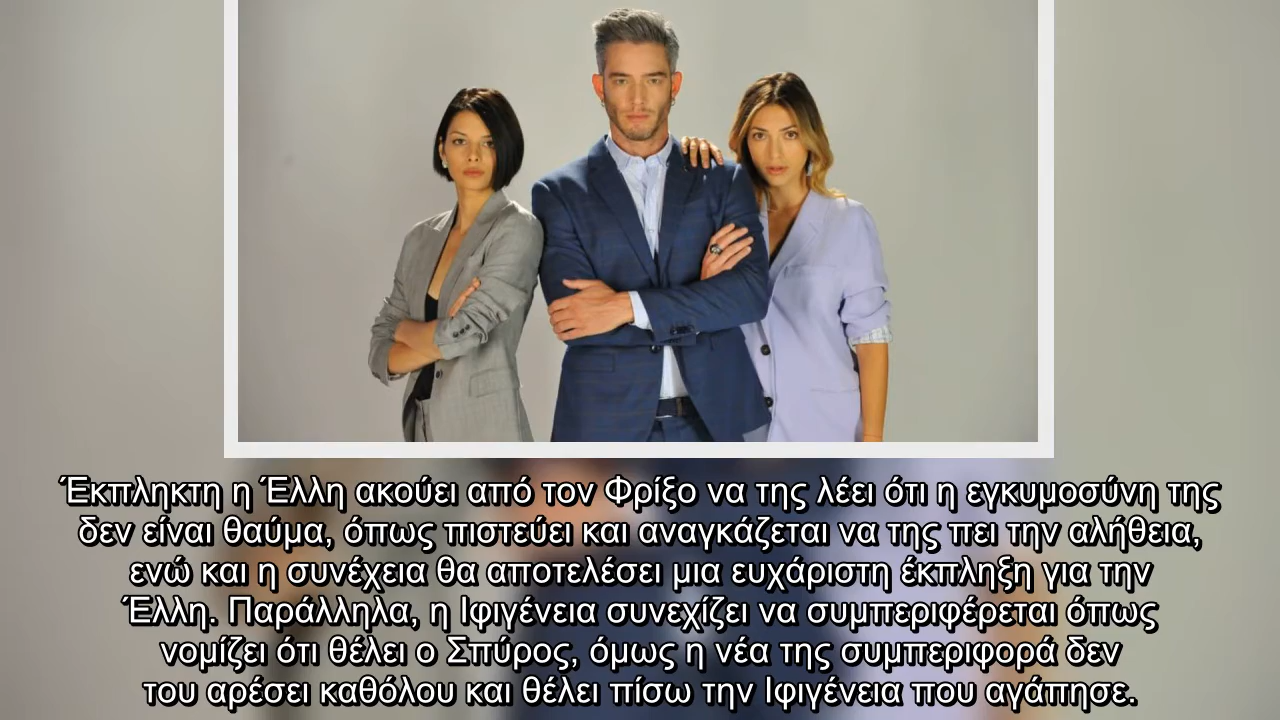 Έκπληκτη η Έλλη ακούει από τον Φρίξο να της λέει ότι η εγκυμοσύνη της
δεν είναι θαύμα, όπως πιστεύει και αναγκάζεται να της πει την αλήθεια,
ενώ και η συνέχεια θα αποτελέσει μια ευχάριστη έκπληξη για την
Έλλη. Παράλληλα, η Ιφιγένεια συνεχίζει να συμπεριφέρεται όπως
νομίζει ότι θέλει ο Σπύρος, όμως η νέα της συμπεριφορά δεν
του αρέσει καθόλου και θέλει πίσω την Ιφιγένεια που αγάπησε.